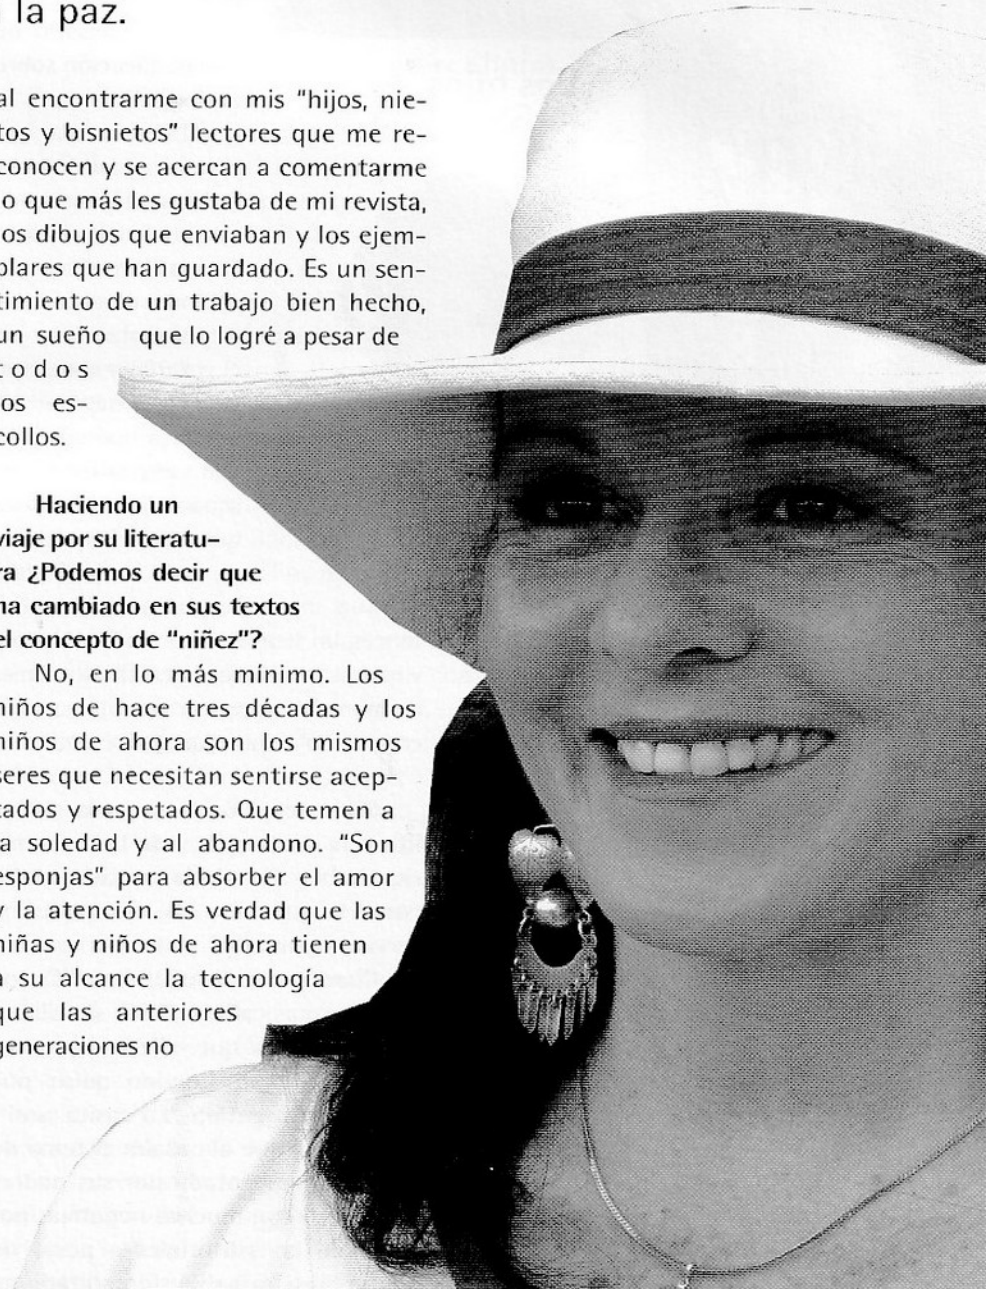 la paz.
al encontrarme con mis "hijos, nie-
tos y bisnietos" lectores que me re-
conocen y se acercan a comentarme
lo que más les gustaba de mi revista,
los dibujos que enviaban y los ejem-
plares que han guardado. Es un sen-
timiento de un trabajo bien hecho,
un sueño que lo logré a pesar de
todos
los es-
collos.
Haciendo un
viaje por su literatu-
ra ¿Podemos decir que
ha cambiado en sus textos
el concepto de "niñez"?
No, en lo más mínimo. Los
niños de hace tres décadas y los
niños de ahora son los mismos
seres que necesitan sentirse acep-
tados y respetados. Que temen a
la soledad y al abandono. "Son
esponjas" para absorber el amor
y la atención. Es verdad que las
niñas y niños de ahora tienen
a su alcance la tecnología
que las anteriores
generaciones no